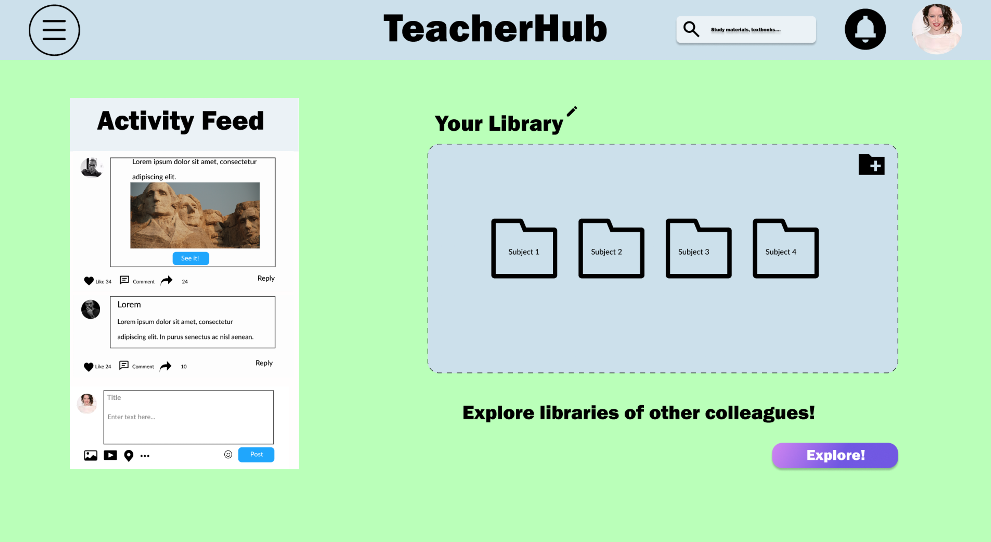 TeacherHub
Study materials, textbooks...
Activity Feed
Lorem ipsum dolor sit amet, consectetur
adipiscing elit.
See it!
Like 34 Comment 24 Reply
Lorem
Lorem ipsum dolor sit amet, consectetur
adipiscing elit. In purus senectus ac nisl aenean.
Like 24 Comment 10 Reply
Title
Enter text here...
Post
Your Library
Subject 1 Subject 2 Subject 3 Subject 4
Explore libraries of other colleagues!
Explore!